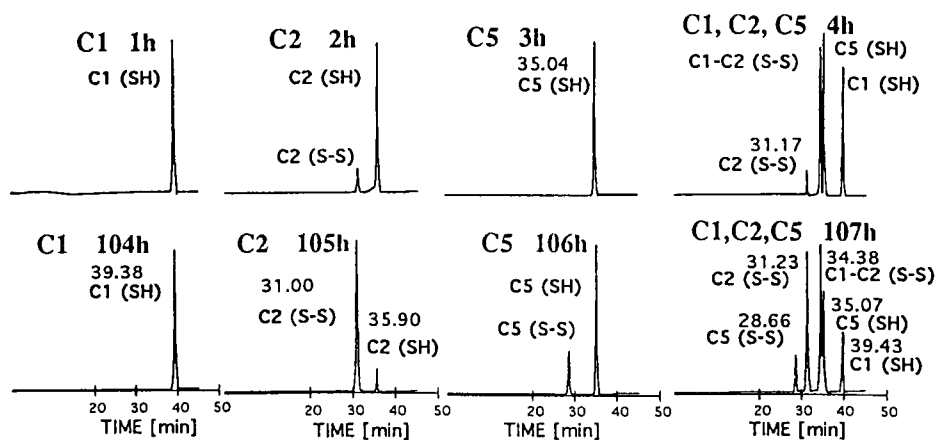 C1 1h
C1 (SH)
C2 2h
C2 (SH)
C2 (S-S)
C5 3h
35.04
C5 (SH)
C1, C2, C5 4h
C5 (SH)
C1-C2 (S-S)
C1 (SH)
31.17
C2 (S-S)
C1 104h
39.38
C1 (SH)
20 30 40 50
TIME [min]
C2 105h
31.00
C2 (S-S)
35.90
C2 (SH)
20 30 40 50
TIME [min]
C5 106h
C5 (SH)
C5 (S-S)
20 30 40 50
TIME [min]
C1,C2,C5 107h
31.23
C2 (S-S)
34.38
C1-C2 (S-S)
28.66
C5 (S-S)
35.07
C5 (SH)
39.43
C1 (SH)
20 30 40 50
TIME [min]